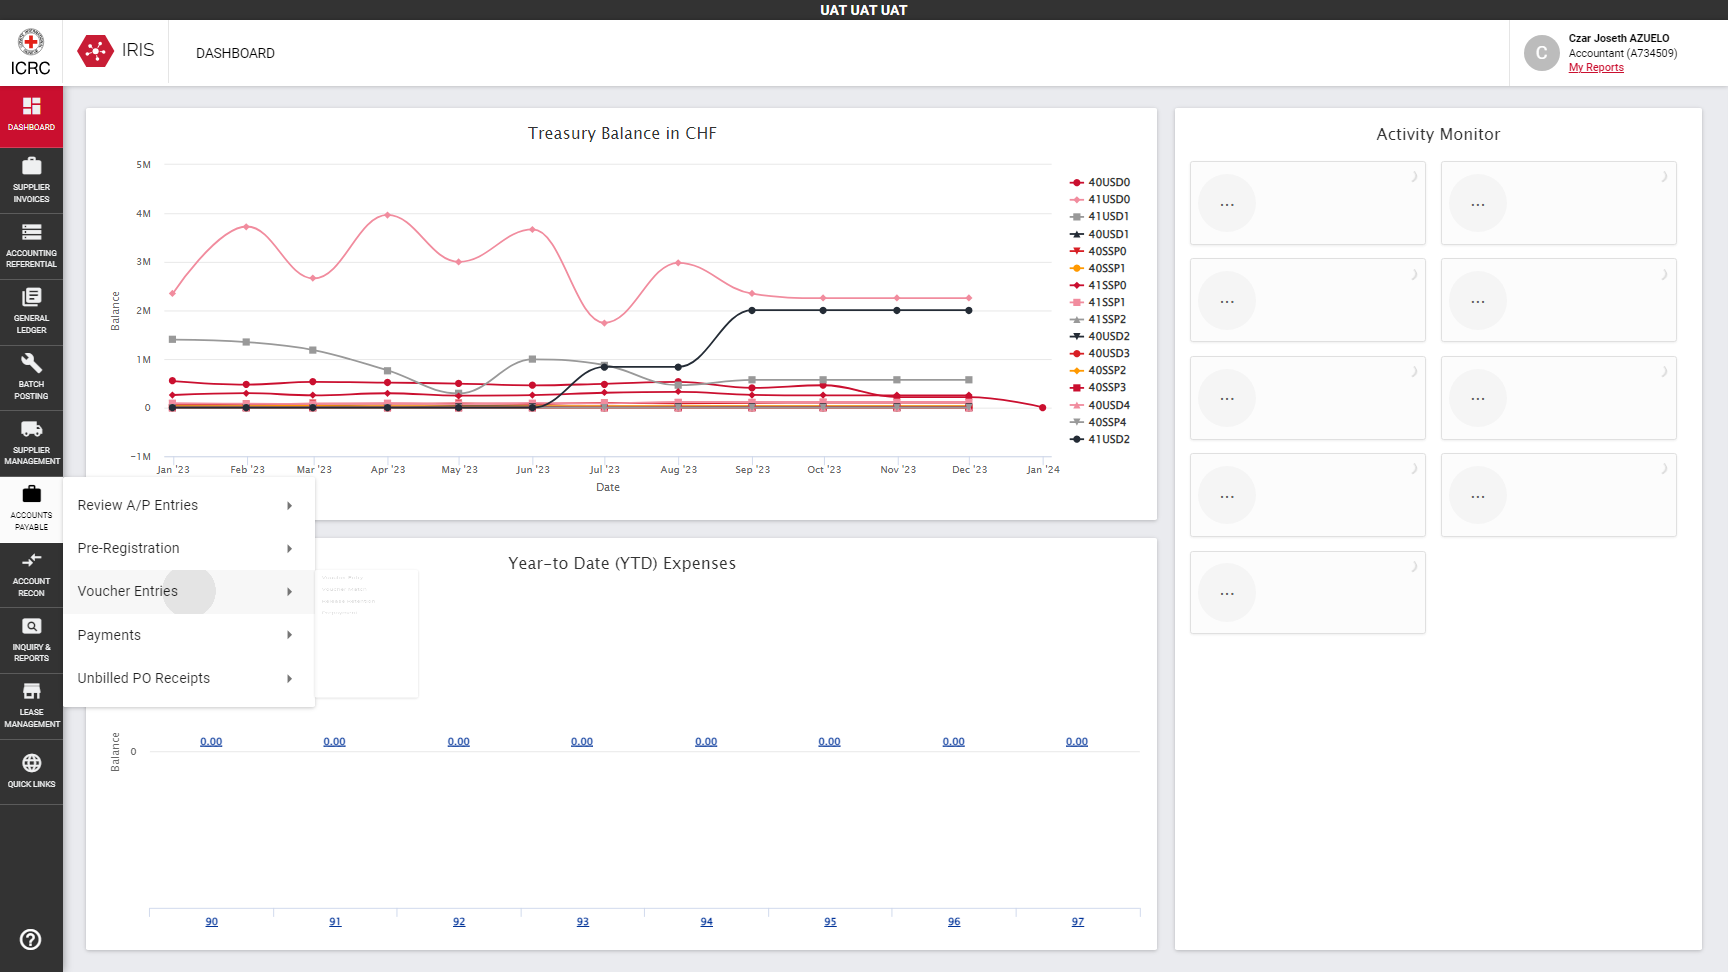 UAT UAT UAT
ICRC
IRIS
DASHBOARD
C
Czar Joseth AZUELO
Accountant (A734509)
My Reports
DASHBOARD
SUPPLIER
INVOICES
ACCOUNTING
REFERENTIAL
GENERAL
LEDGER
BATCH
POSTING
SUPPLIER
MANAGEMENT
ACCOUNTS
PAYABLE
ACCOUNT
RECON
INQUIRY &
REPORTS
LEASE
MANAGEMENT
QUICK LINKS
Review A/P Entries
Pre-Registration
Voucher Entries
Payments
Unbilled PO Receipts
Treasury Balance in CHF
5M
4M
3M
2M
1M
0
-1M
Balance
Jan '23
Feb '23
Mar '23
Apr '23
May '23
Jun '23
Jul '23
Aug '23
Sep '23
Oct '23
Nov '23
Dec '23
Jan '24
Date
40USD0
41USD0
41USD1
40USD1
40SSP0
40SSP1
41SSP0
41SSP1
41SSP2
40USD2
40USD3
40SSP2
40SSP3
40USD4
40SSP4
41USD2
Year-to Date (YTD) Expenses
Balance
0
0.00
0.00
0.00
0.00
0.00
0.00
0.00
0.00
90
91
92
93
94
95
96
97
Activity Monitor
...
...
...
...
...
...
...
...
...